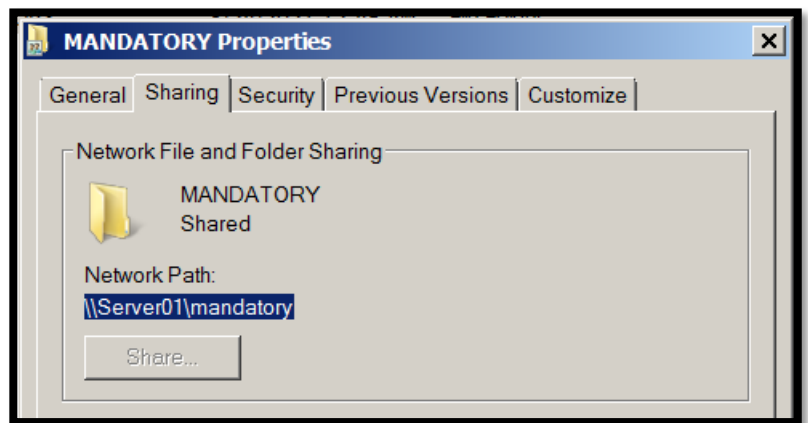 MANDATORY Properties
General Sharing Security Previous Versions Customize
Network File and Folder Sharing
MANDATORY
Shared
Network Path:
\\Server01\mandatory
Share...